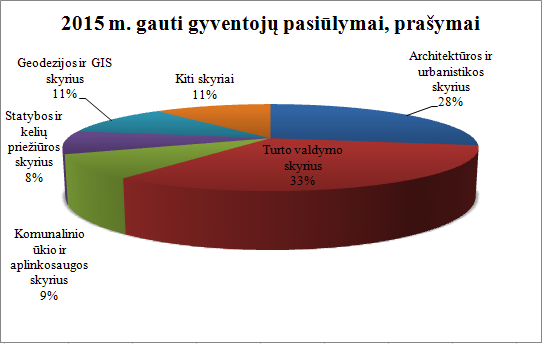 2015 m. gauti gyventojų pasiūlymai, prašymai
Architektūros ir
urbanistikos
skyrius
28%
Turto valdymo
skyrius
33%
Komunalinio
ūkio ir
aplinkosaugos
skyrius
9%
Statybos ir
kelių
priežiūros
skyrius
8%
Geodezijos ir GIS
skyrius
11%
Kiti skyriai
11%